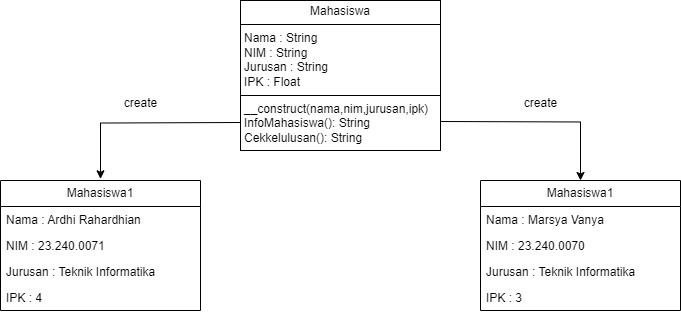 Mahasiswa
Nama : String
NIM : String
Jurusan : String
IPK : Float
__construct(nama,nim,jurusan,ipk)
InfoMahasiswa(): String
Cekkelulusan(): String
create
create
Mahasiswa1
Nama : Ardhi Rahardhian
NIM : 23.240.0071
Jurusan : Teknik Informatika
IPK : 4
Mahasiswa1
Nama : Marsya Vanya
NIM : 23.240.0070
Jurusan : Teknik Informatika
IPK : 3